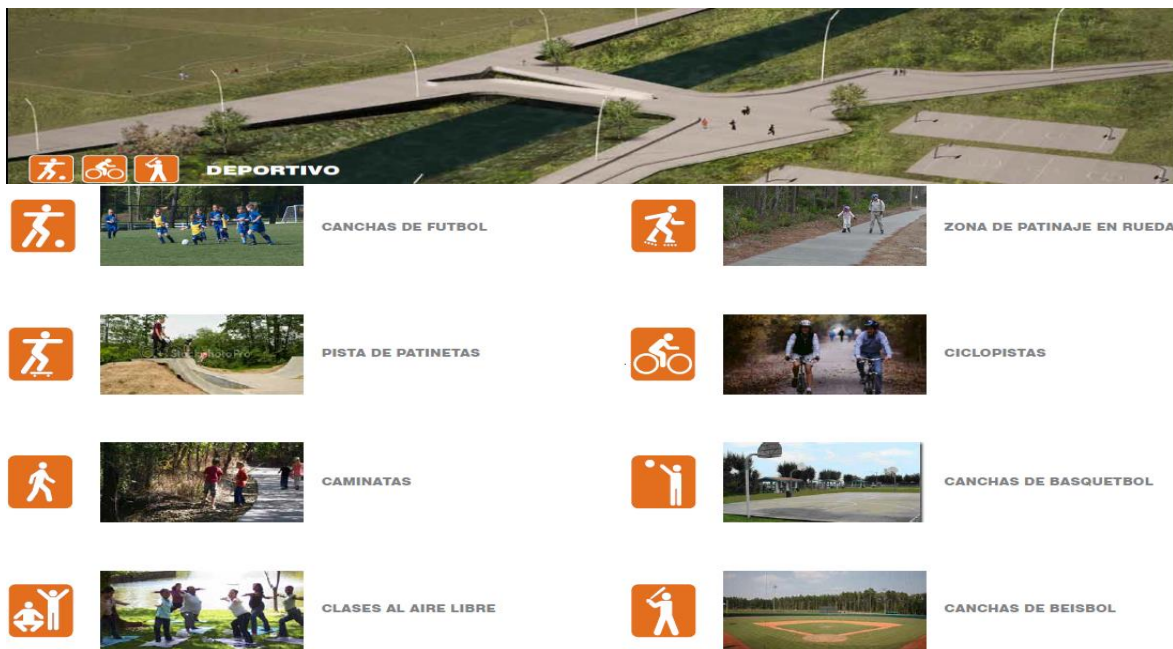 DEPORTIVO
CANCHAS DE FUTBOL
ZONA DE PATINAJE EN RUEDA
PISTA DE PATINETAS
CICLOPISTAS
CAMINATAS
CANCHAS DE BASQUETBOL
CLASES AL AIRE LIBRE
CANCHAS DE BEISBOL